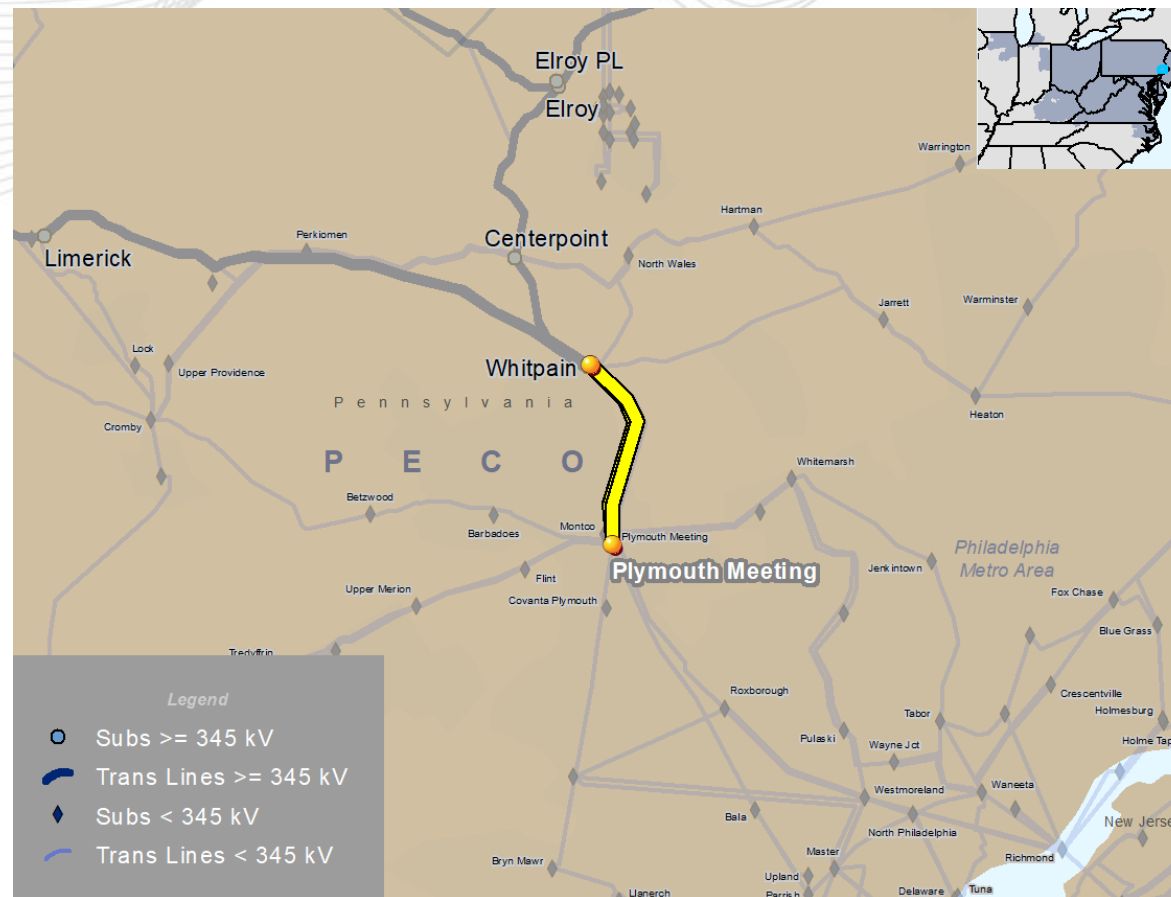 Elroy PL
Elroy
Warrington
Hartman
Perkiomen
Centerpoint
Limerick
North Wales
Jarrett
Warminster
Lock
Whitpain
Upper Providence
Pennsylvania
Heaton
Cromby
PECO
Whitemarsh
Betzwood
Barbadoes
Montco
Plymouth Meeting
Philadelphia
Metro Area
Plymouth Meeting
Jenkintown
Flint
Upper Merion
Covanta Plymouth
Fox Chase
Blue Grass
Tredyffrin
Roxborough
Crescentville
Tabor
Holmesburg
Legend
Pulaski
Wayne Jct
Holme Tap
Subs >= 345 kV
Trans Lines >= 345 kV
Westmoreland
Waneeta
Subs < 345 kV
Bala
North Philadelphia
New Jerse
Trans Lines < 345 kV
Bryn Mawr
Master
Richmond
Upland
Llanerch
Parrish
Delaware
Tuna